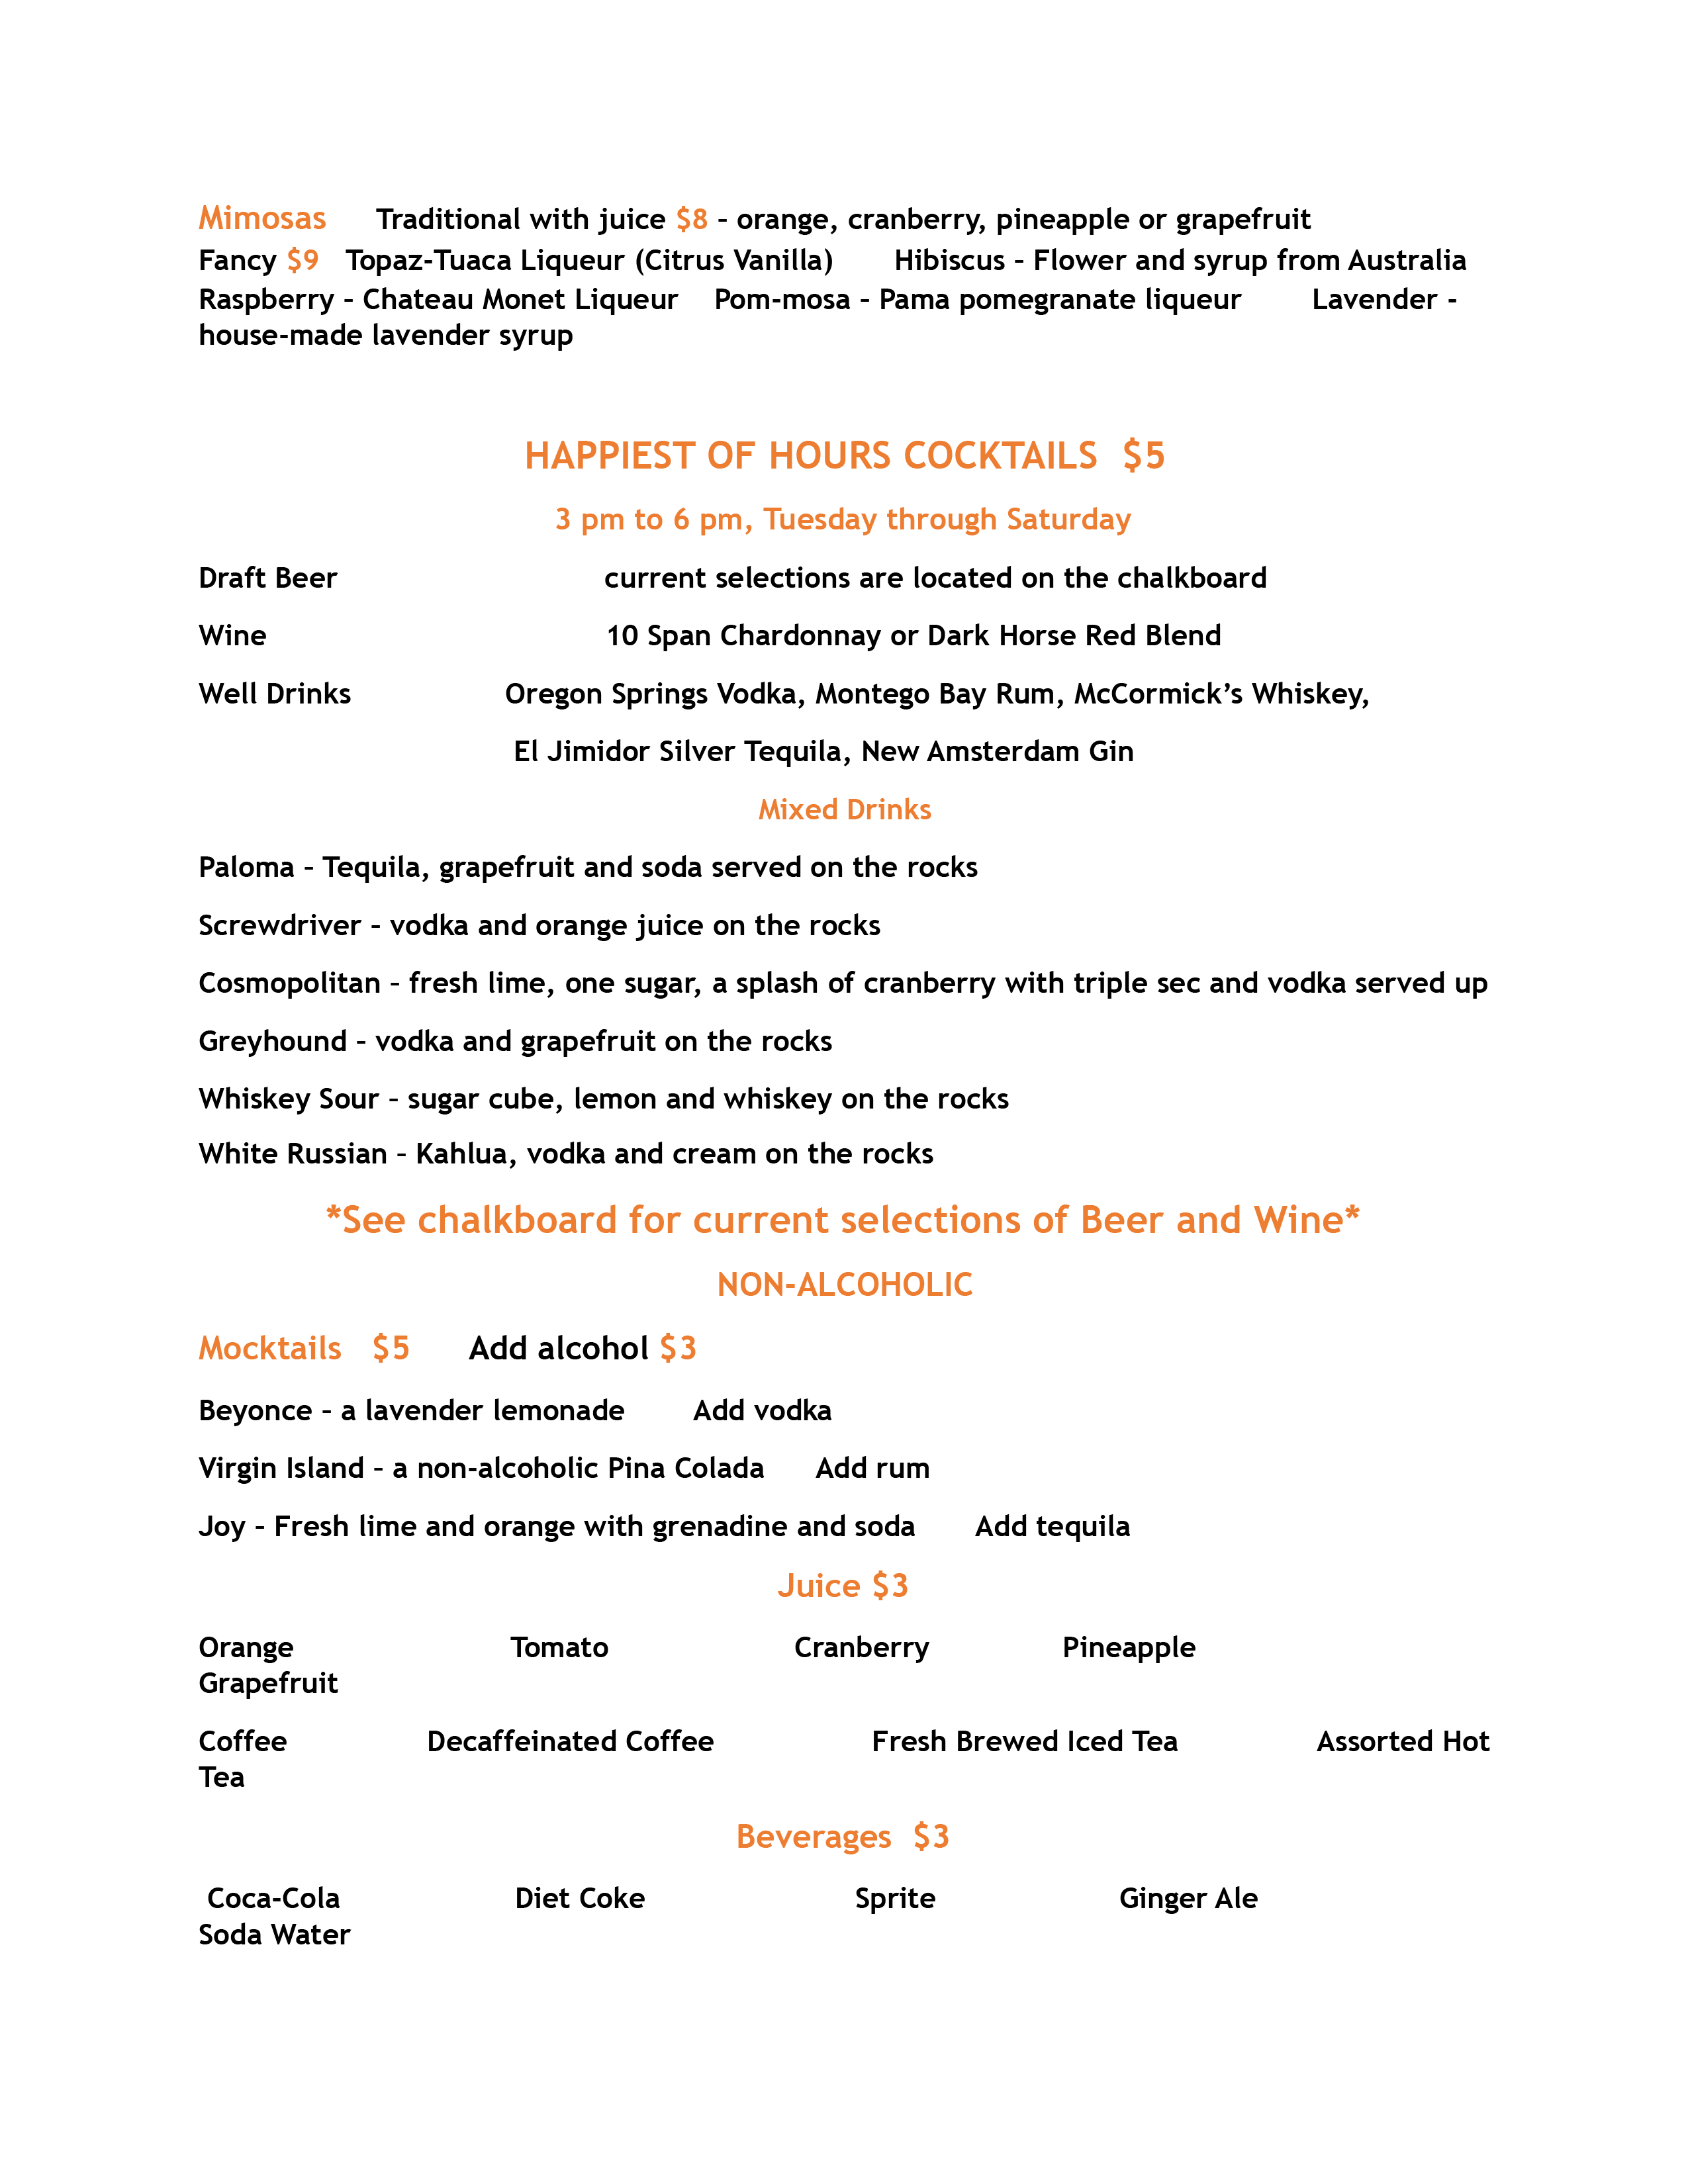 Mimosas Traditional with juice $8 – orange, cranberry, pineapple or grapefruit
Fancy $9 Topaz-Tuaca Liqueur (Citrus Vanilla) Hibiscus – Flower and syrup from Australia
Raspberry – Chateau Monet Liqueur Pom-mosa – Pama pomegranate liqueur Lavender -
house-made lavender syrup
HAPPIEST OF HOURS COCKTAILS $5
3 pm to 6 pm, Tuesday through Saturday
Draft Beer current selections are located on the chalkboard
Wine 10 Span Chardonnay or Dark Horse Red Blend
Well Drinks Oregon Springs Vodka, Montego Bay Rum, McCormick’s Whiskey,
El Jimidor Silver Tequila, New Amsterdam Gin
Mixed Drinks
Paloma – Tequila, grapefruit and soda served on the rocks
Screwdriver – vodka and orange juice on the rocks
Cosmopolitan – fresh lime, one sugar, a splash of cranberry with triple sec and vodka served up
Greyhound – vodka and grapefruit on the rocks
Whiskey Sour – sugar cube, lemon and whiskey on the rocks
White Russian – Kahlua, vodka and cream on the rocks
*See chalkboard for current selections of Beer and Wine*
NON-ALCOHOLIC
Mocktails $5 Add alcohol $3
Beyonce – a lavender lemonade Add vodka
Virgin Island – a non-alcoholic Pina Colada Add rum
Joy – Fresh lime and orange with grenadine and soda Add tequila
Juice $3
Orange Tomato Cranberry Pineapple
Grapefruit
Coffee Decaffeinated Coffee Fresh Brewed Iced Tea Assorted Hot
Tea
Beverages $3
Coca-Cola Diet Coke Sprite Ginger Ale
Soda Water